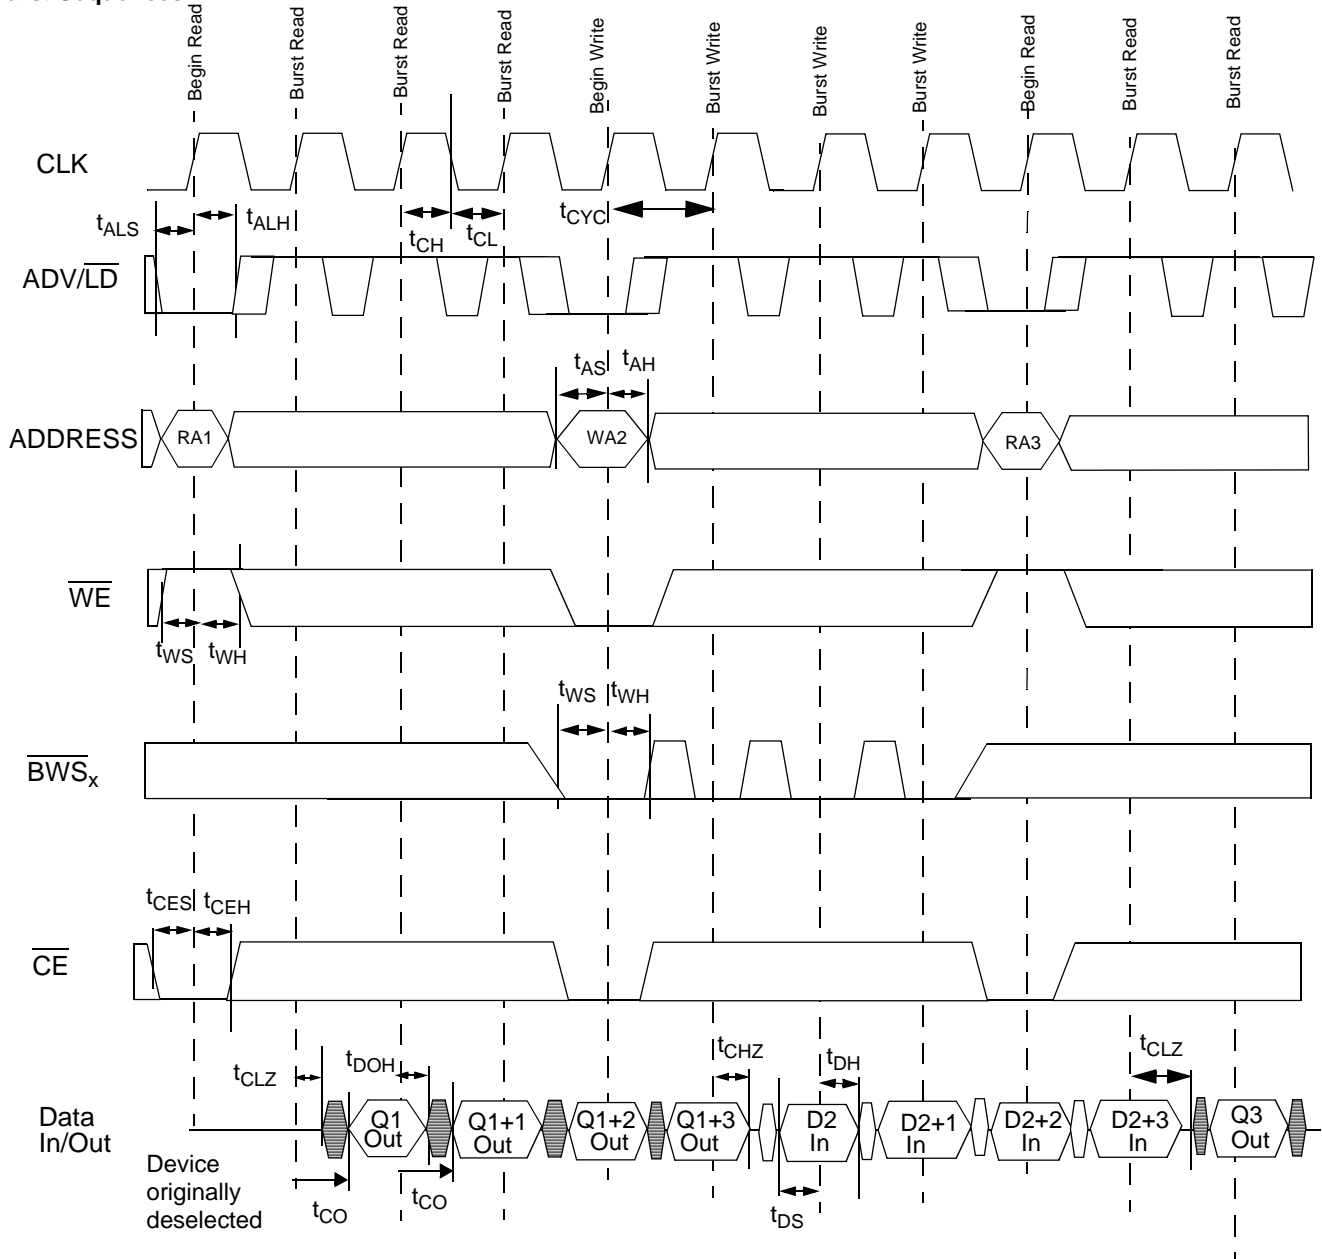 Begin Read
Burst Read
Burst Read
Burst Read
Begin Write
Burst Write
Burst Write
Burst Write
Begin Read
Burst Read
Burst Read
CLK
tALS
tALH
tCH
tCL
tCYC
ADV/LD
tAS
tAH
ADDRESS
RA1
WA2
RA3
WE
tWS
tWH
tWS
tWH
BWSx
tCES
tCEH
CE
tCLZ
tDOH
tCHZ
tDH
tCLZ
Data
In/Out
Q1
Out
Q1+1
Out
Q1+2
Out
Q1+3
Out
D2
In
D2+1
In
D2+2
In
D2+3
In
Q3
Out
Device
originally
deselected
tCO
tCO
tDS